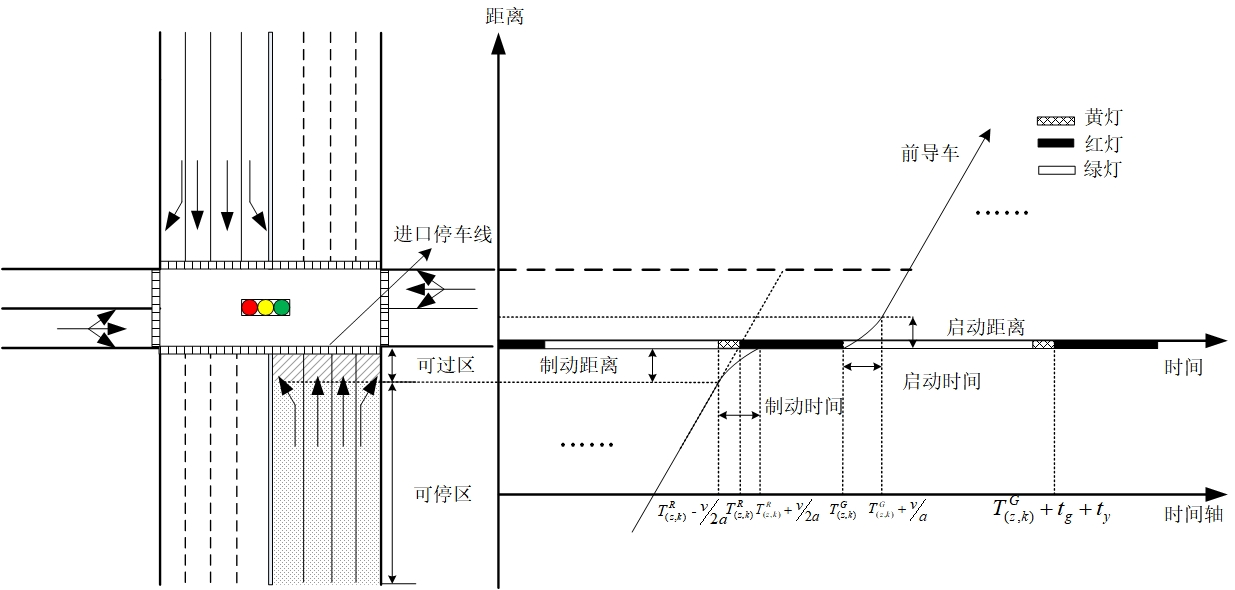 距离
黄灯
红灯
绿灯
前导车
进口停车线
启动距离
可过区
制动距离
时间
启动时间
制动时间
······
······
可停区
T^R_{(z,k)} - v/2a
T^R_{(z,k)}
T^R_{(z,k)} + v/2a
T^G_{(z,k)}
T^G_{(z,k)} + v/a
T^G_{(z,k)} + t_g + t_y
时间轴